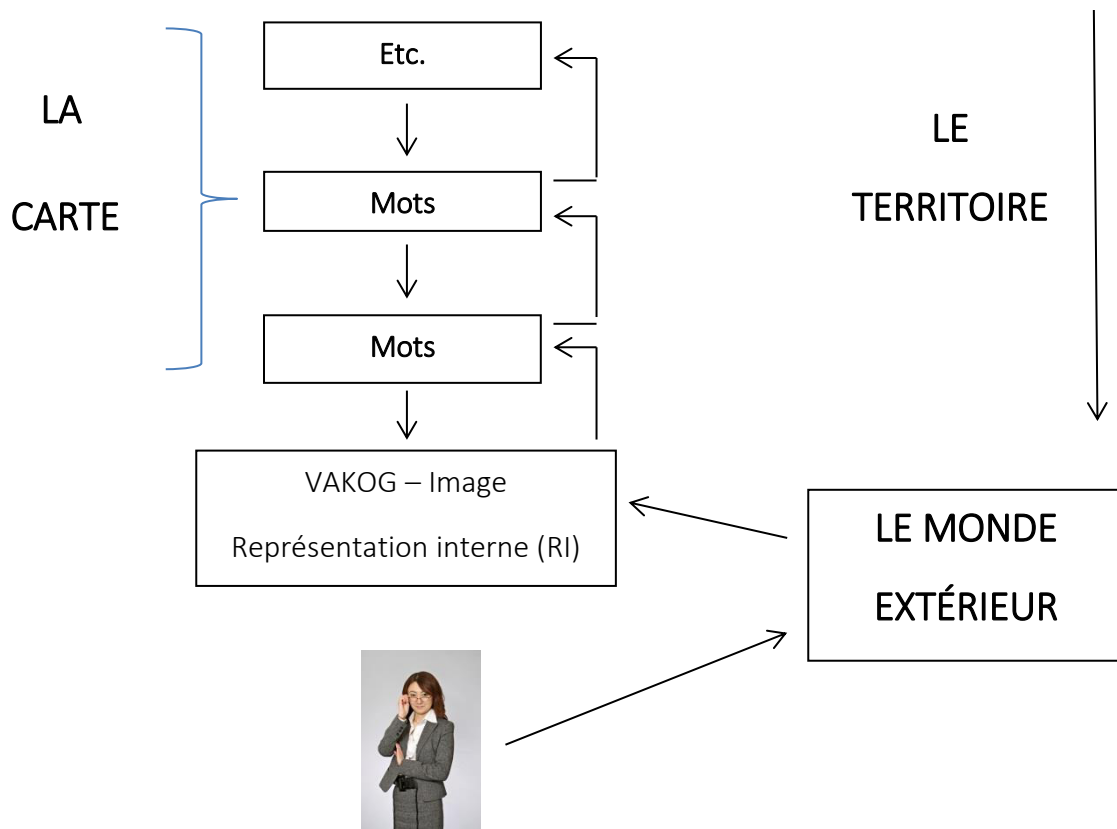 Etc.
LA
CARTE
Mots
Mots
LE
TERRITOIRE
VAKOG – Image
Représentation interne (RI)
LE MONDE
EXTÉRIEUR